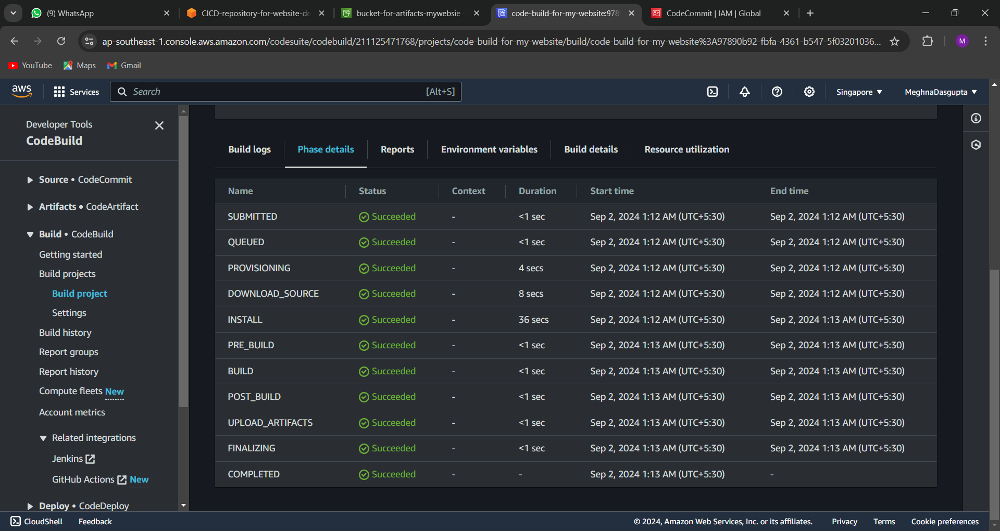 (9) WhatsApp
CICD-repository-for-website-de
bucket-for-artifacts-mywebsie -
code-build-for-my-website:978
CodeCommit | IAM | Global
ap-southeast-1.console.aws.amazon.com/codesuite/codebuild/211125471768/projects/code-build-for-my-website/build/code-build-for-my-website%3A97890b92-fbfa-4361-b547-5f03201036...
M
YouTube
Maps
Gmail
aws
Services
Search
[Alt+S]
Singapore
MeghnaDasgupta
Developer Tools
CodeBuild
Source • CodeCommit
Artifacts • CodeArtifact
Build • CodeBuild
Getting started
Build projects
Build project
Settings
Build history
Report groups
Report history
Compute fleets New
Account metrics
Related integrations
Jenkins
GitHub Actions New
Deploy • CodeDeploy
Build logs
Phase details
Reports
Environment variables
Build details
Resource utilization
Name Status Context Duration Start time End time
SUBMITTED Succeeded - <1 sec Sep 2, 2024 1:12 AM (UTC+5:30) Sep 2, 2024 1:12 AM (UTC+5:30)
QUEUED Succeeded - <1 sec Sep 2, 2024 1:12 AM (UTC+5:30) Sep 2, 2024 1:12 AM (UTC+5:30)
PROVISIONING Succeeded - 4 secs Sep 2, 2024 1:12 AM (UTC+5:30) Sep 2, 2024 1:12 AM (UTC+5:30)
DOWNLOAD_SOURCE Succeeded - 8 secs Sep 2, 2024 1:12 AM (UTC+5:30) Sep 2, 2024 1:12 AM (UTC+5:30)
INSTALL Succeeded - 36 secs Sep 2, 2024 1:12 AM (UTC+5:30) Sep 2, 2024 1:13 AM (UTC+5:30)
PRE_BUILD Succeeded - <1 sec Sep 2, 2024 1:13 AM (UTC+5:30) Sep 2, 2024 1:13 AM (UTC+5:30)
BUILD Succeeded - <1 sec Sep 2, 2024 1:13 AM (UTC+5:30) Sep 2, 2024 1:13 AM (UTC+5:30)
POST_BUILD Succeeded - <1 sec Sep 2, 2024 1:13 AM (UTC+5:30) Sep 2, 2024 1:13 AM (UTC+5:30)
UPLOAD_ARTIFACTS Succeeded - <1 sec Sep 2, 2024 1:13 AM (UTC+5:30) Sep 2, 2024 1:13 AM (UTC+5:30)
FINALIZING Succeeded - <1 sec Sep 2, 2024 1:13 AM (UTC+5:30) Sep 2, 2024 1:13 AM (UTC+5:30)
COMPLETED Succeeded - - Sep 2, 2024 1:13 AM (UTC+5:30) -
CloudShell
Feedback
© 2024, Amazon Web Services, Inc. or its affiliates.
Privacy
Terms
Cookie preferences